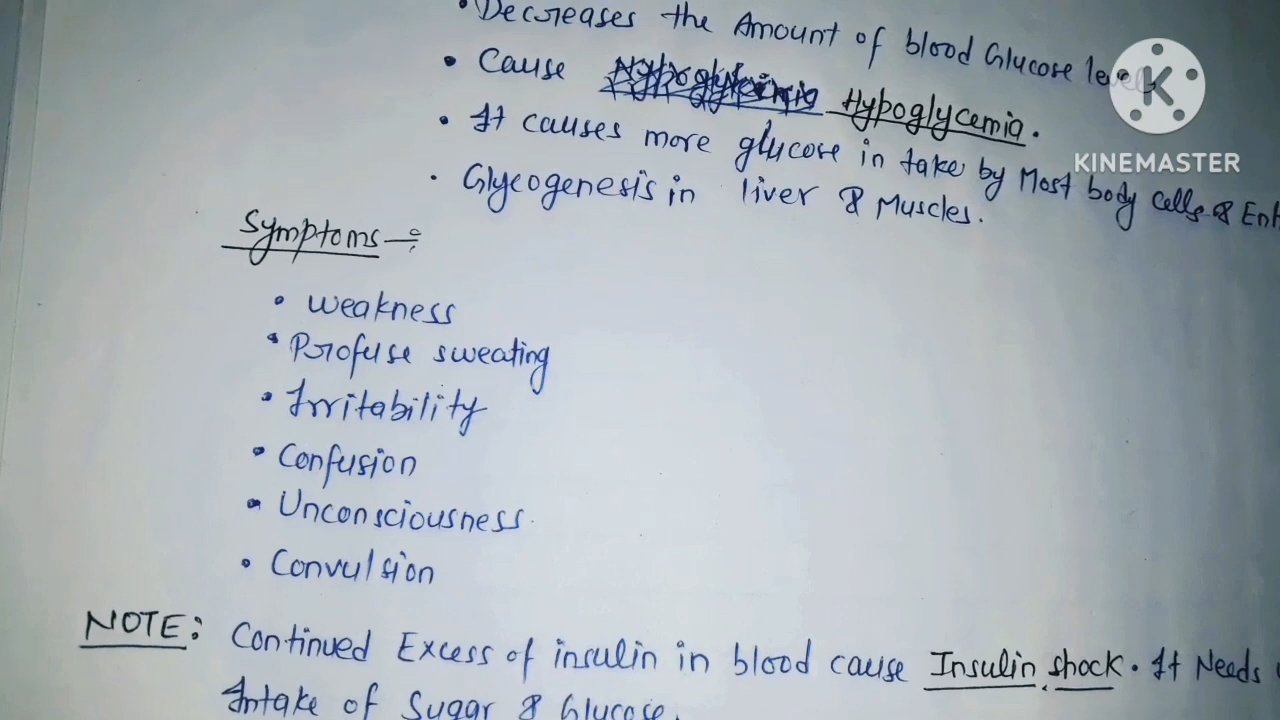 • Decreases the Amount of blood Glucose levels
• Cause Hypoglycemia.
• It causes more glucose in take by Most body Cells &
• Glycogenesis in liver & Muscles.
Symptoms -:
• Weakness
• Profuse sweating
• Irritability
• Confusion
• Unconsciousness.
• Convulsion
NOTE: Continued Excess of insulin in blood cause Insulin shock. It Needs
Intake of Sugar & Glucose.
KINEMASTER